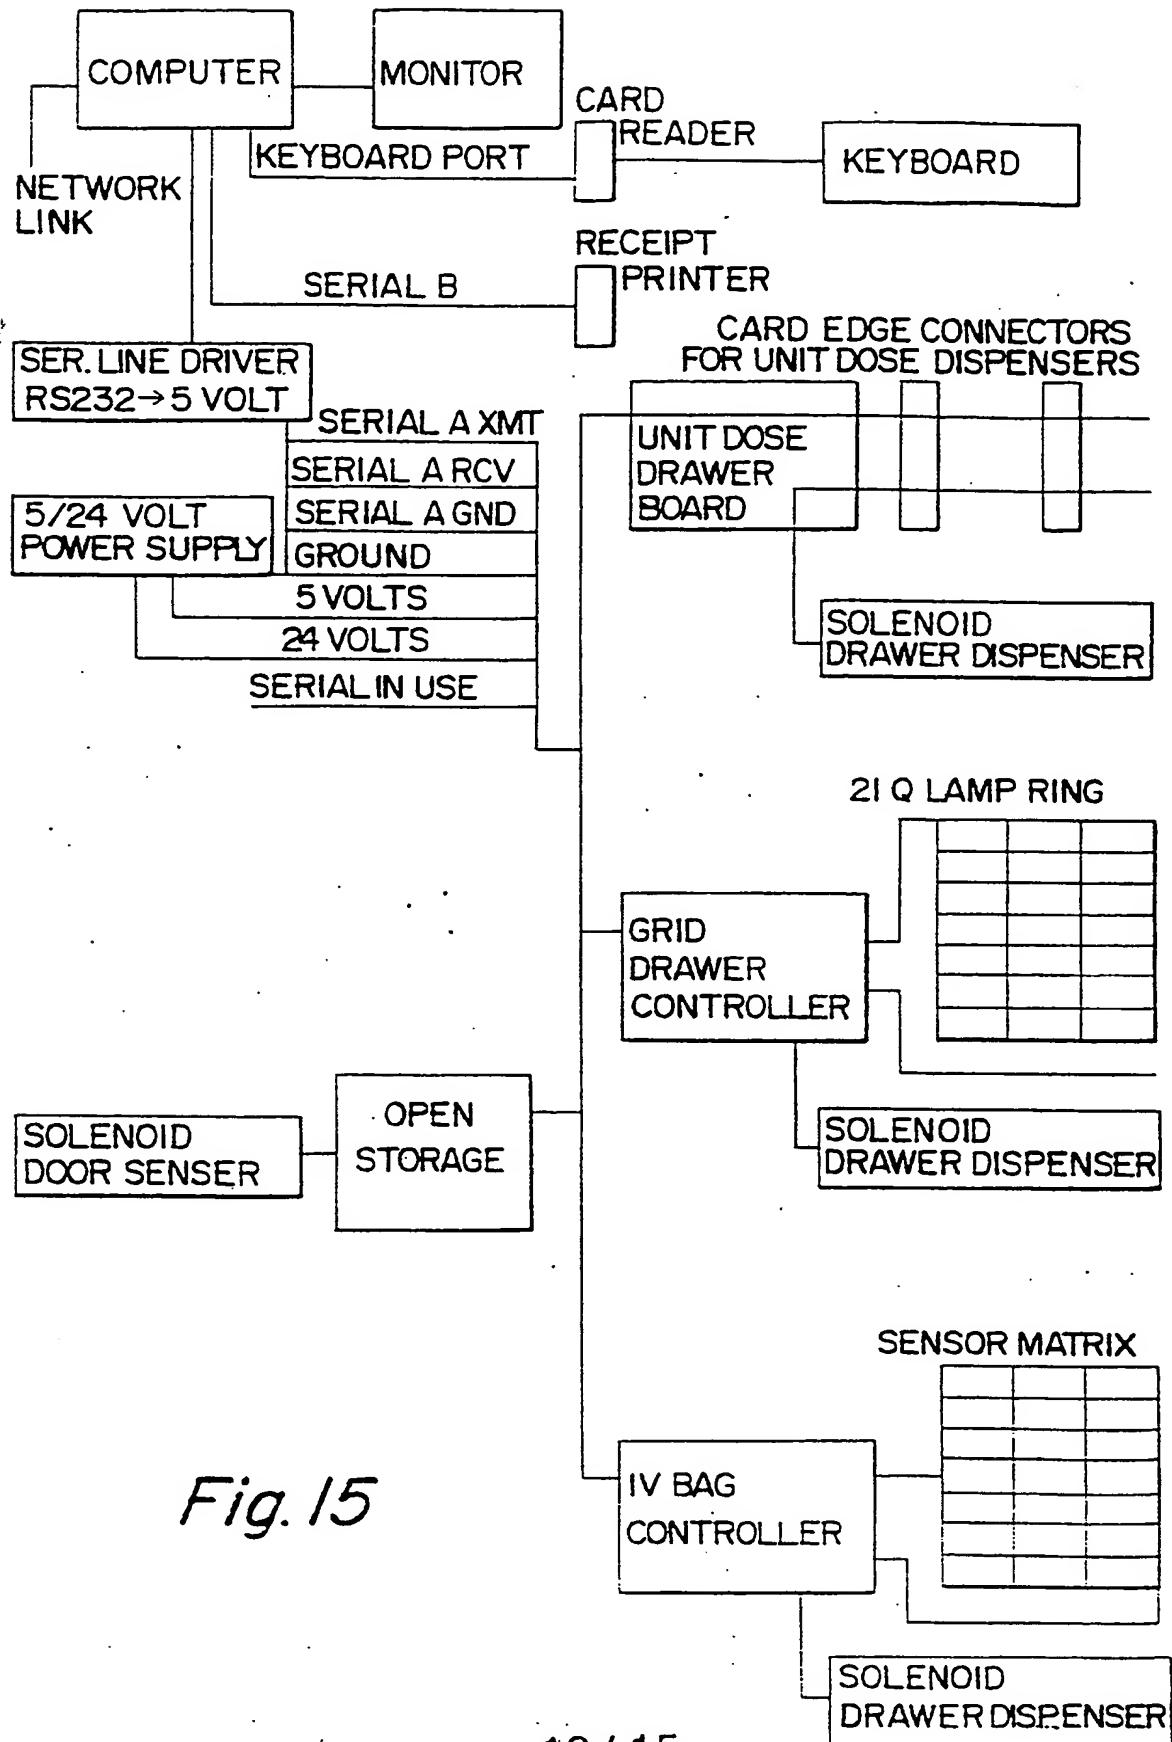 COMPUTER
MONITOR
CARD
READER
KEYBOARD PORT
KEYBOARD
NETWORK
LINK
RECEIPT
PRINTER
SERIAL B
CARD EDGE CONNECTORS
FOR UNIT DOSE DISPENSERS
SER. LINE DRIVER
RS232→5 VOLT
SERIAL A XMT
SERIAL A RCV
SERIAL A GND
GROUND
5/24 VOLT
POWER SUPPLY
5 VOLTS
24 VOLTS
SERIAL IN USE
UNIT DOSE
DRAWER
BOARD
SOLENOID
DRAWER DISPENSER
21 Q LAMP RING
GRID
DRAWER
CONTROLLER
SOLENOID
DRAWER DISPENSER
OPEN
STORAGE
SOLENOID
DOOR SENSER
SENSOR MATRIX
IV BAG
CONTROLLER
SOLENOID
DRAWER DISPENSER
Fig. 15